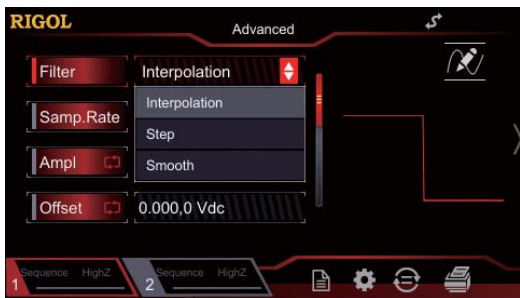 RIGOL
Advanced
Filter
Interpolation
Interpolation
Samp.Rate
Step
Ampl
Smooth
Offset
0.000,0 Vdc
1 Sequence HighZ
2 Sequence HighZ